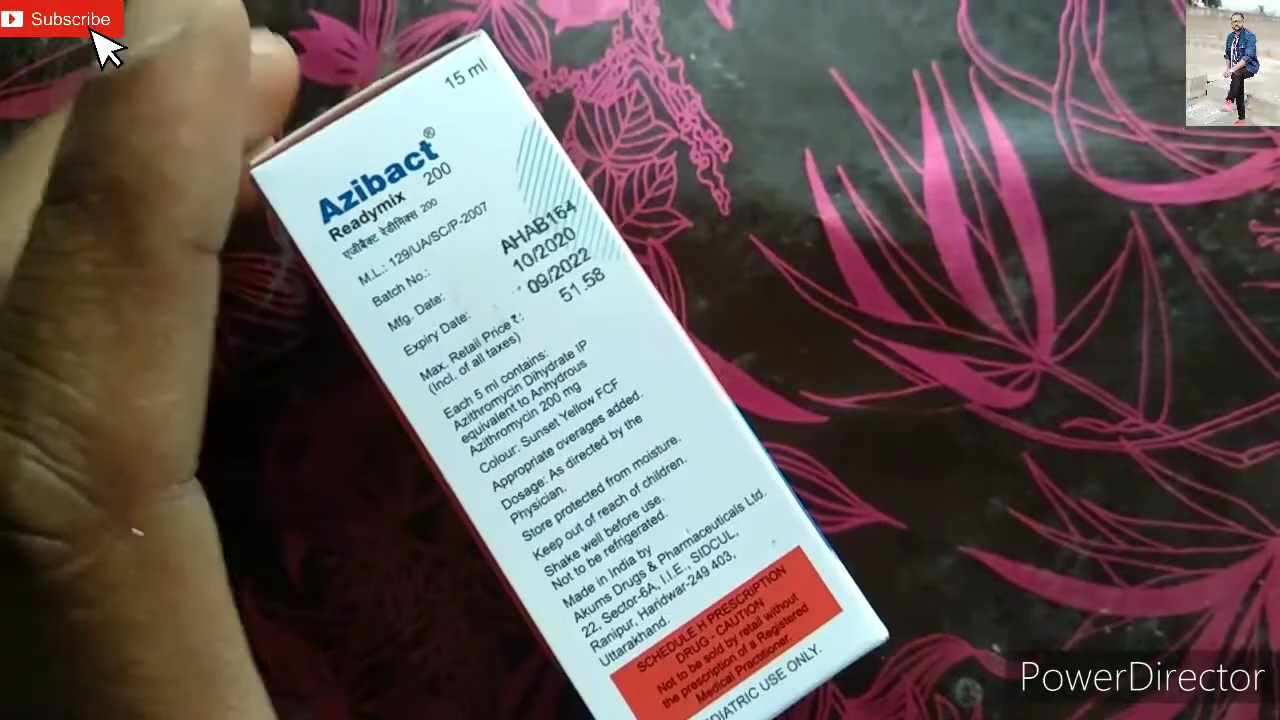 Subscribe
15 ml
Azibact®
Readymix 200
एज़ीबैक्ट रेडीमिक्स 200
M.L.: 129/UA/SC/P-2007
Batch No.: AHAB164
Mfg. Date: 10/2020
Expiry Date: 09/2022
Max. Retail Price ₹: 51.58
(Incl. of all taxes)
Each 5 ml contains:
Azithromycin Dihydrate IP
equivalent to Anhydrous
Azithromycin 200 mg
Colour: Sunset Yellow FCF
Appropriate overages added.
Dosage: As directed by the
Physician.
Store protected from moisture.
Keep out of reach of children.
Shake well before use.
Not to be refrigerated.
Made in India by
Akums Drugs & Pharmaceuticals Ltd.
22, Sector-6A, I.I.E., SIDCUL,
Ranipur, Haridwar-249 403,
Uttarakhand.
SCHEDULE H PRESCRIPTION
DRUG - CAUTION
Not to be sold by retail without
the prescription of a Registered
Medical Practitioner.
USE ONLY.
PowerDirector